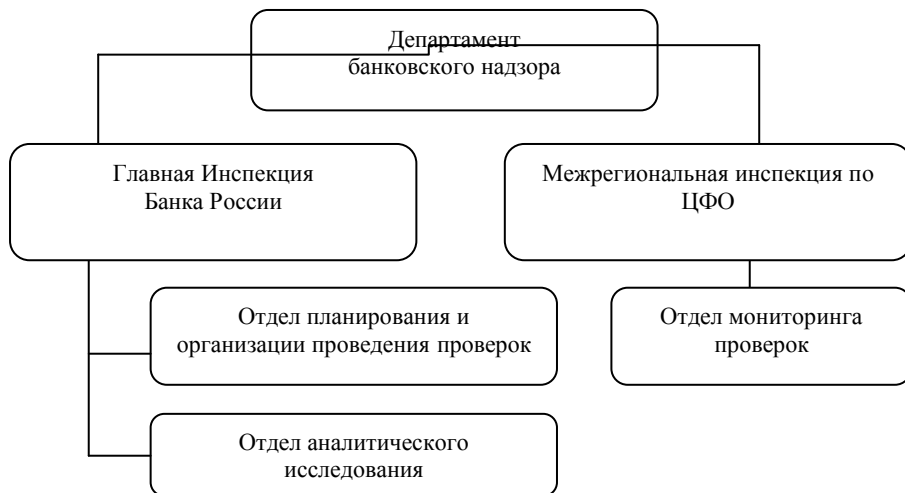 Департамент
банковского надзора
Главная Инспекция
Банка России
Межрегиональная инспекция по
ЦФО
Отдел планирования и
организации проведения проверок
Отдел мониторинга
проверок
Отдел аналитического
исследования